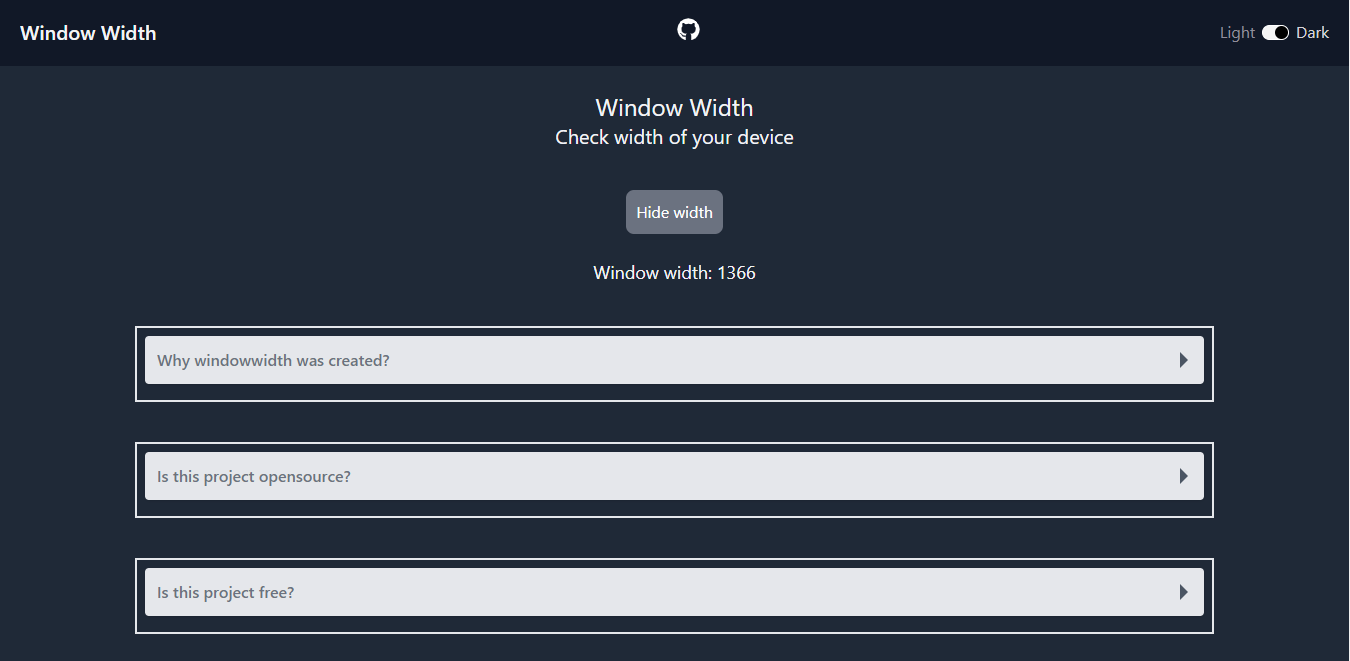 Window Width
Light Dark
Window Width
Check width of your device
Hide width
Window width: 1366
Why windowwidth was created?
Is this project opensource?
Is this project free?